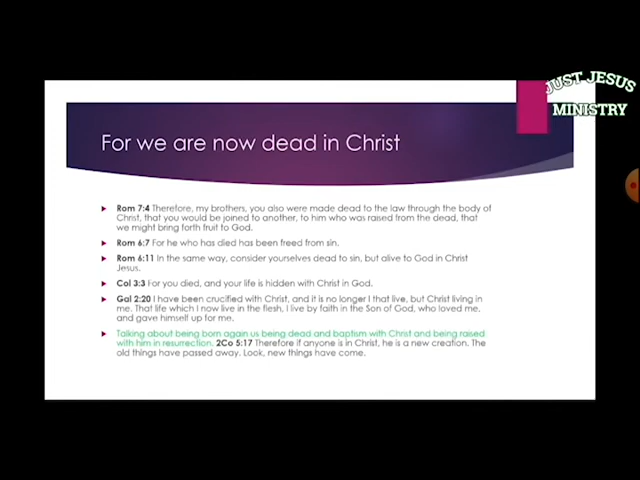 JUST JESUS
MINISTRY
For we are now dead in Christ
Rom 7:4 Therefore, my brothers, you also were made dead to the law through the body of
Christ, that you would be joined to another, to him who was raised from the dead, that
we might bring forth fruit to God.
Rom 6:7 For he who has died has been freed from sin.
Rom 6:11 In the same way, consider yourselves dead to sin, but alive to God in Christ
Jesus.
Col 3:3 For you died, and your life is hidden with Christ in God.
Gal 2:20 I have been crucified with Christ, and it is no longer I that live, but Christ living in
me. That life which I now live in the flesh, I live by faith in the Son of God, who loved me,
and gave himself up for me.
Talking about being born again us being dead and baptism with Christ and being raised
with him in resurrection. 2Co 5:17 Therefore if anyone is in Christ, he is a new creation. The
old things have passed away. Look, new things have come.